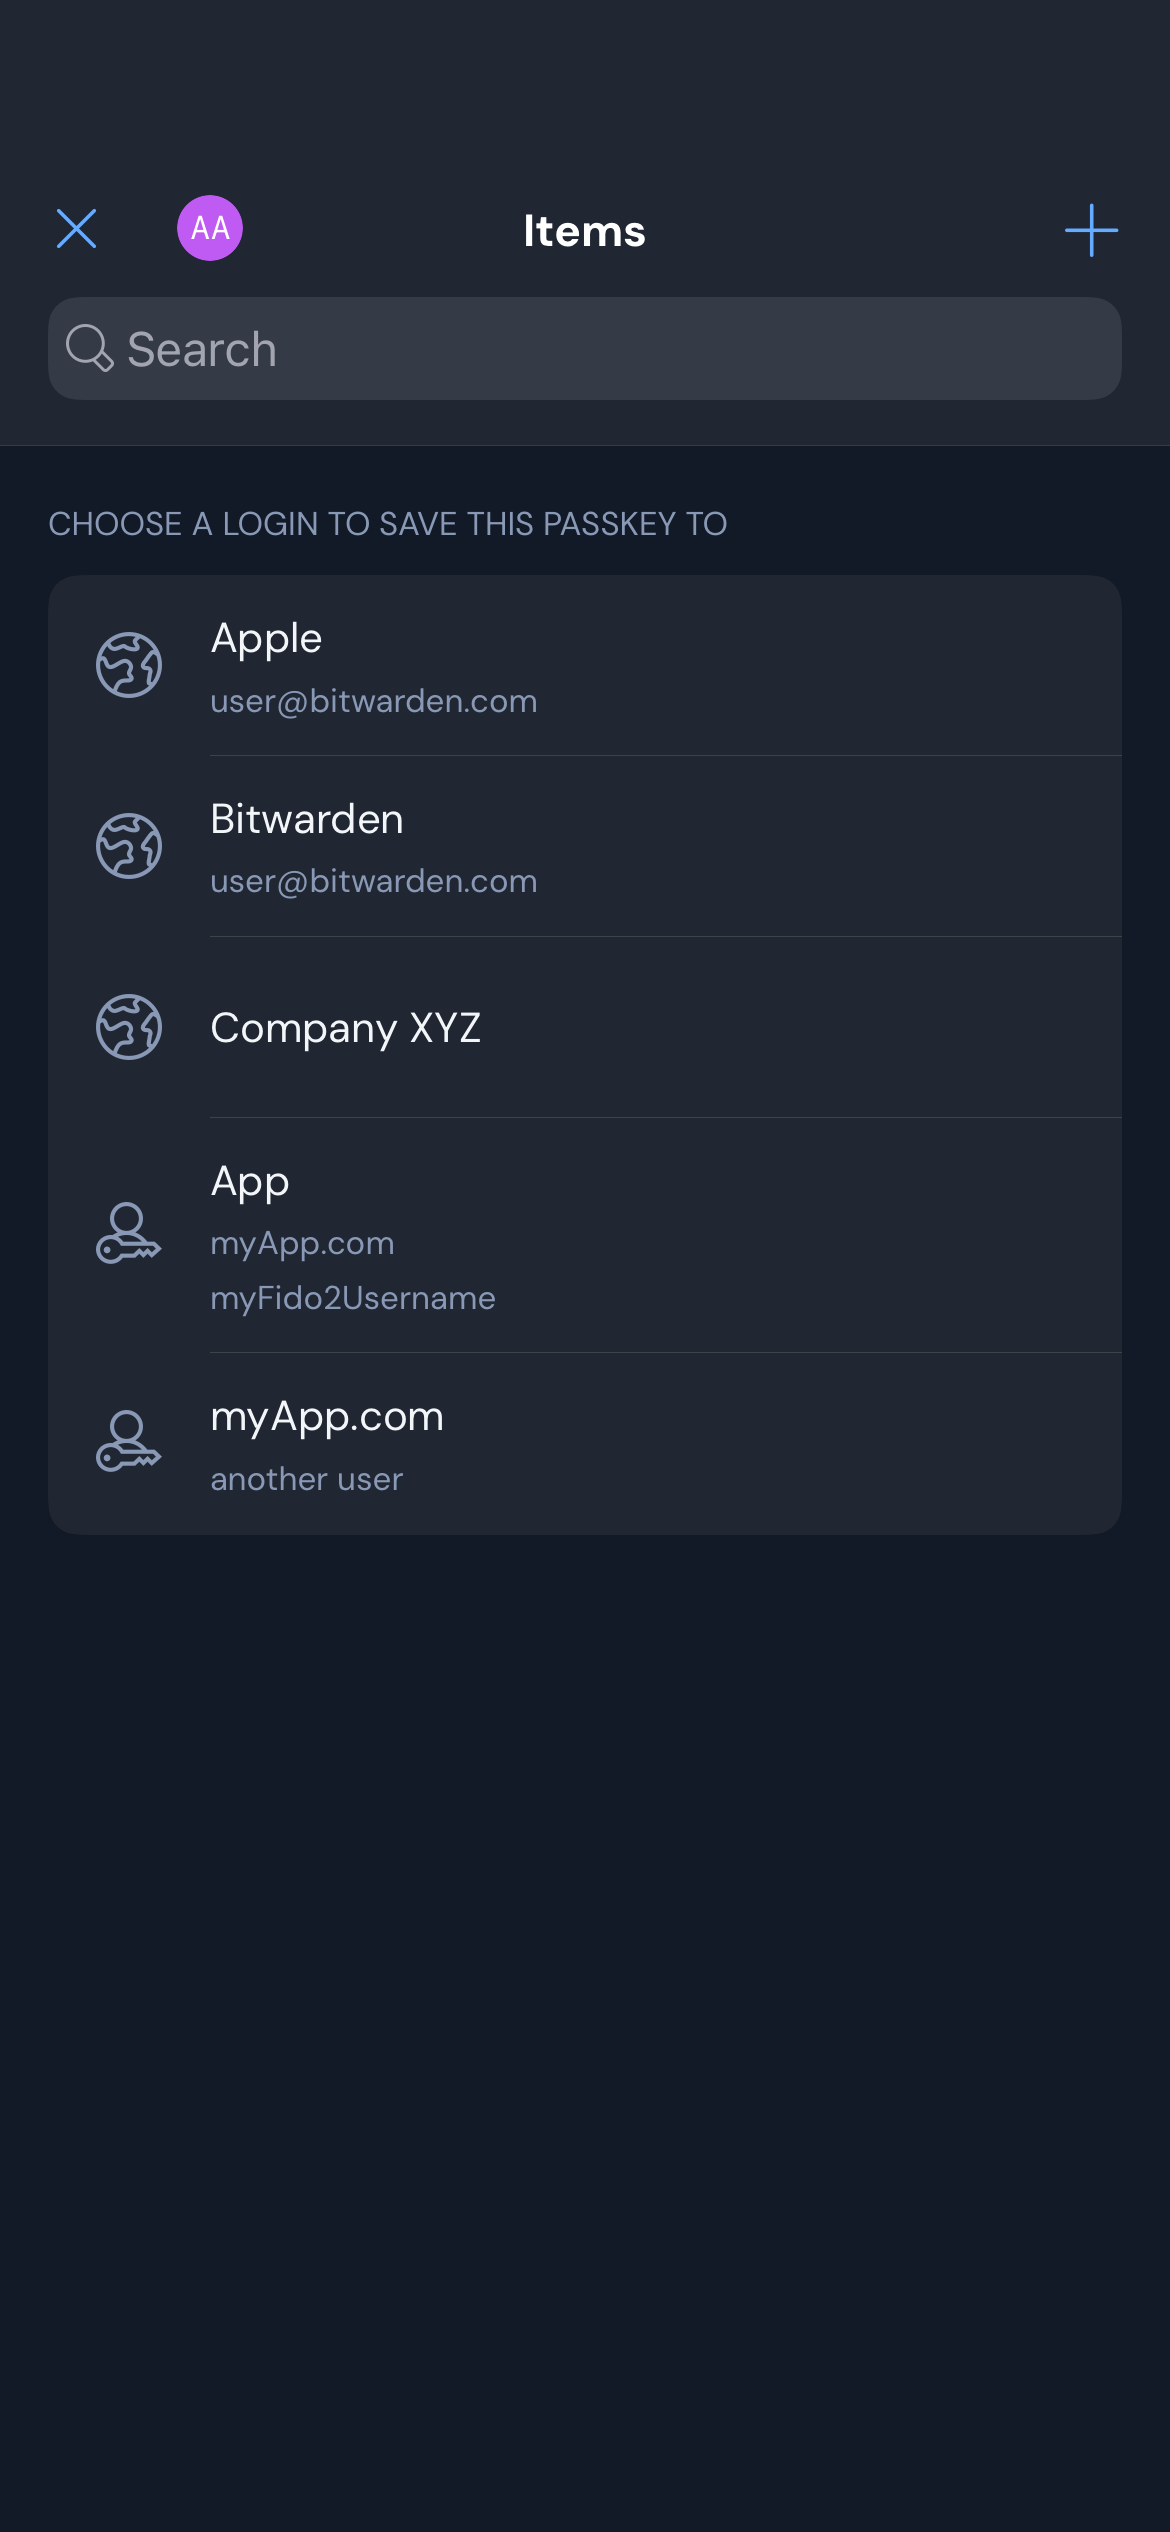 AA
Items
Search
CHOOSE A LOGIN TO SAVE THIS PASSKEY TO
Apple
user@bitwarden.com
Bitwarden
user@bitwarden.com
Company XYZ
App
myApp.com
myFido2Username
myApp.com
another user